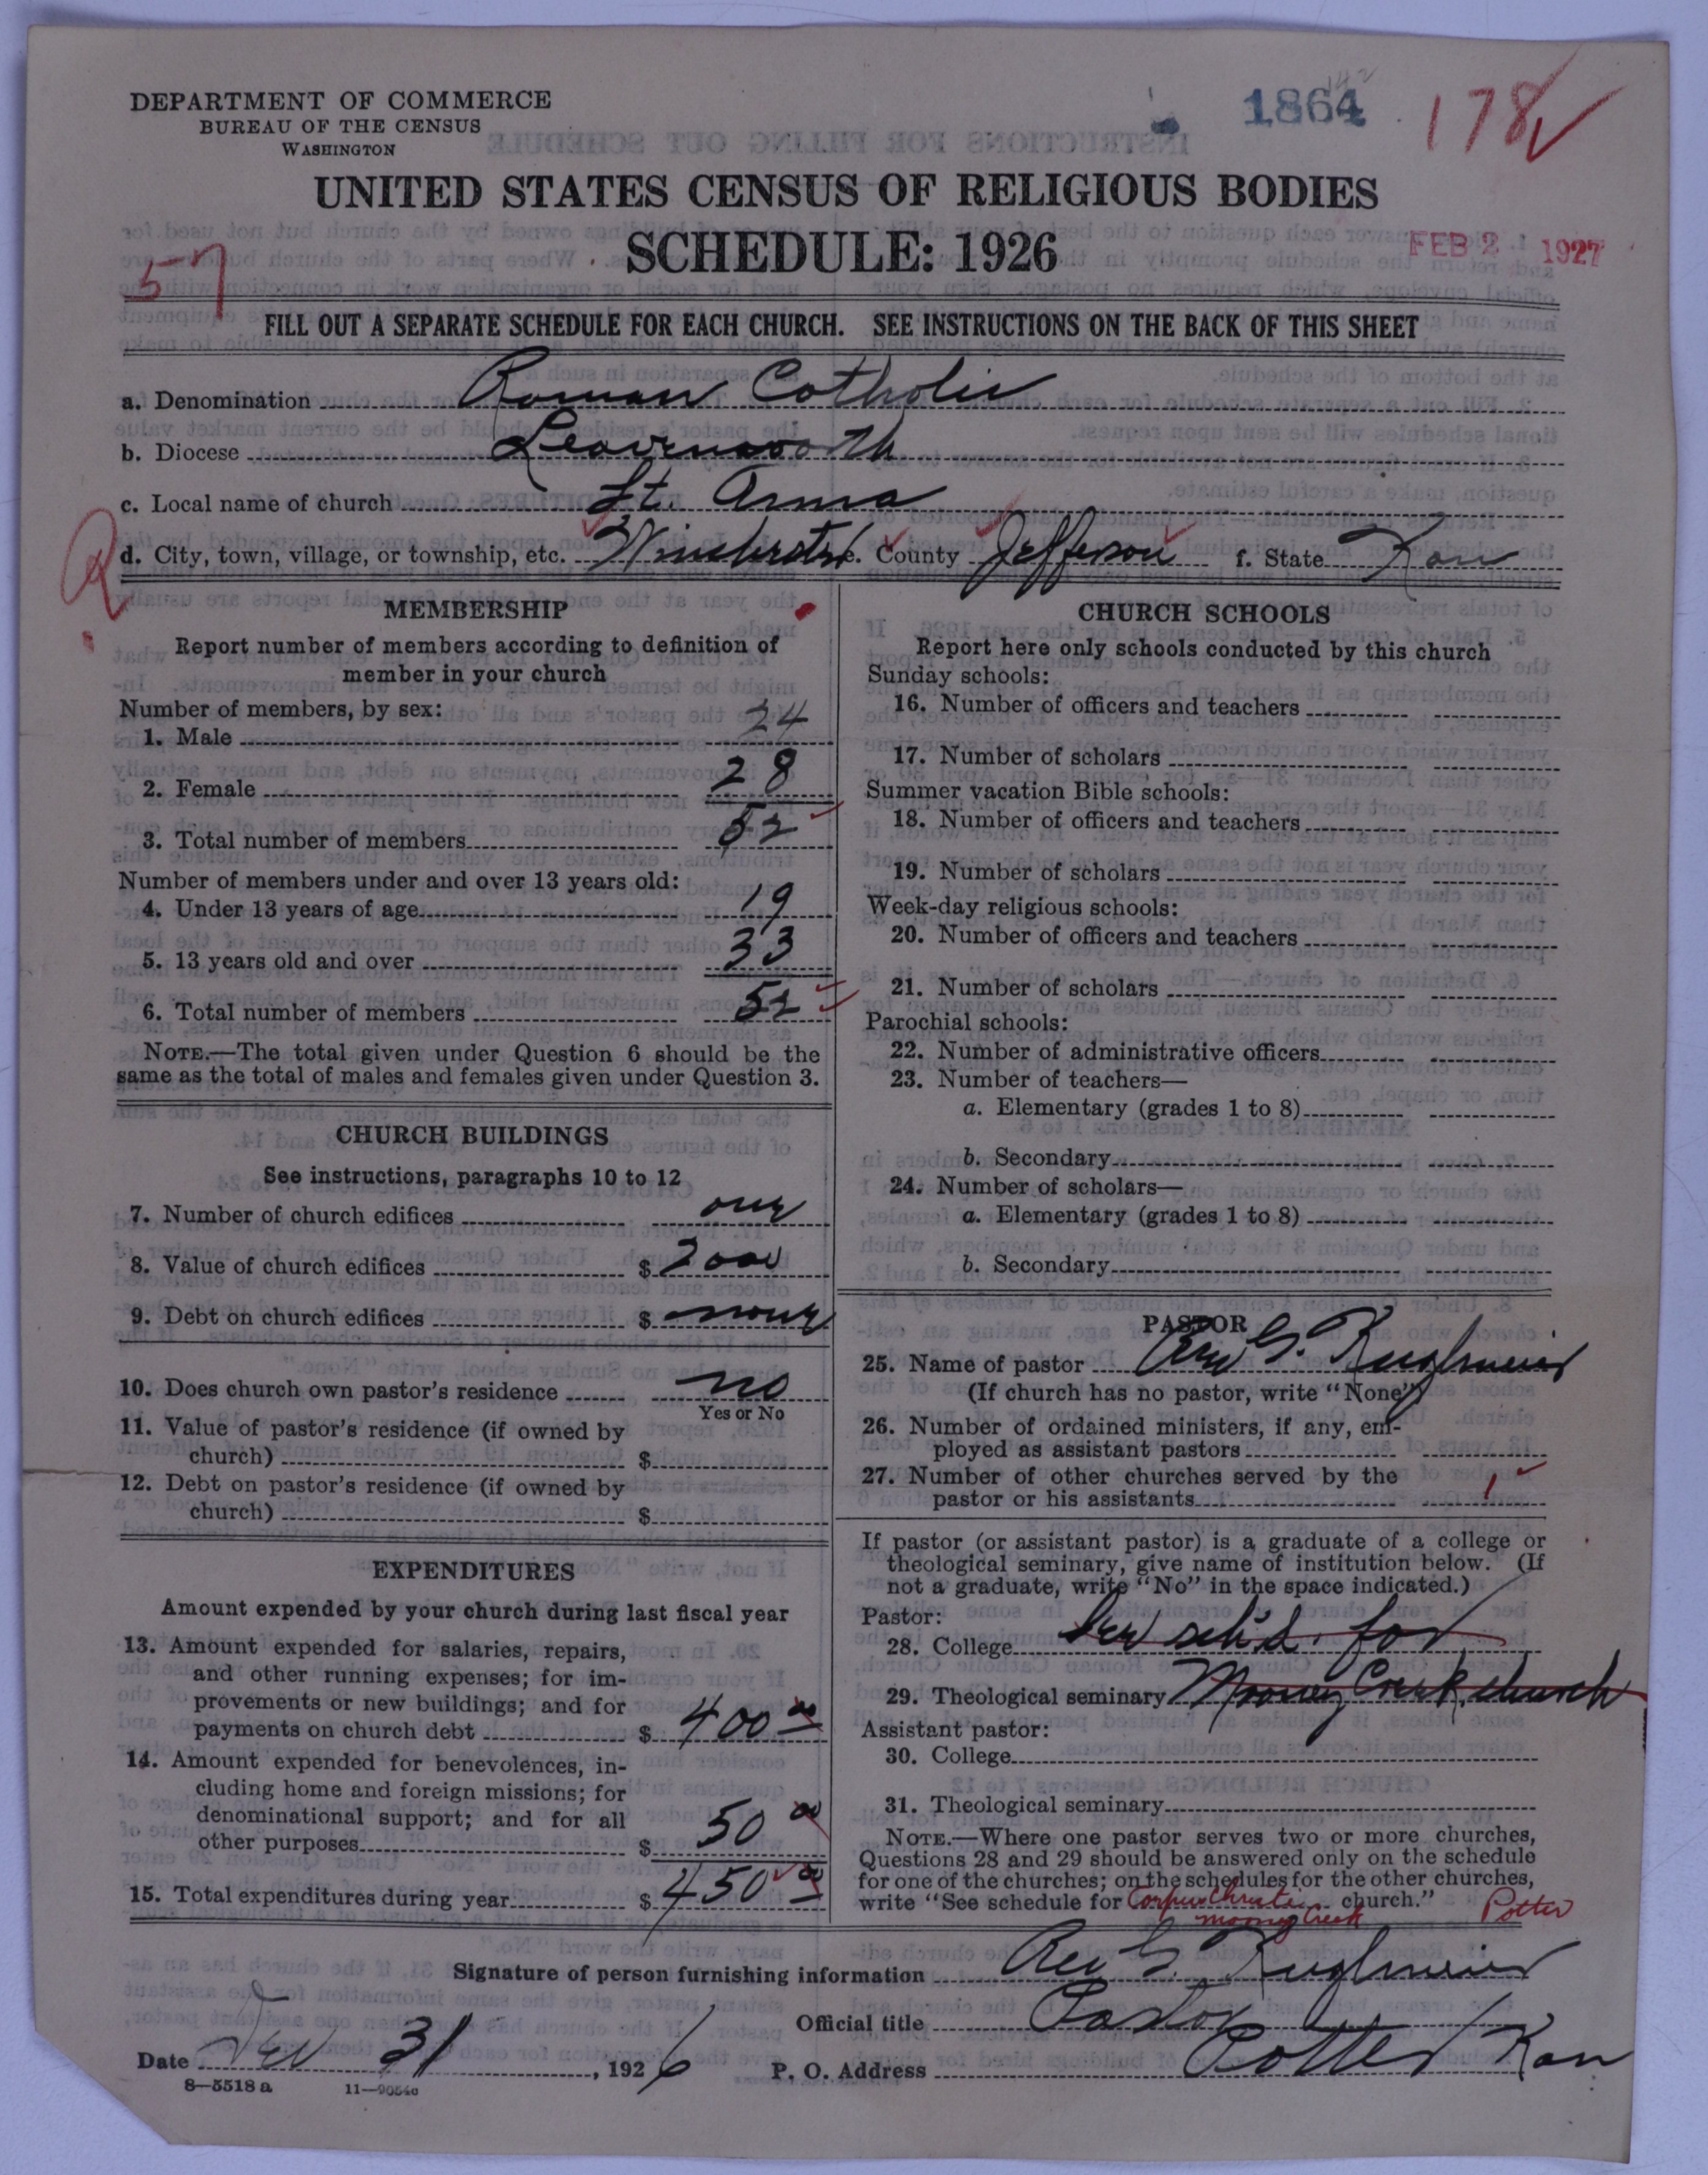 DEPARTMENT OF COMMERCE
BUREAU OF THE CENSUS
WASHINGTON
1864
178
UNITED STATES CENSUS OF RELIGIOUS BODIES
SCHEDULE: 1926
FEB 2 1927
57
FILL OUT A SEPARATE SCHEDULE FOR EACH CHURCH. SEE INSTRUCTIONS ON THE BACK OF THIS SHEET
a. Denomination Roman Catholic
b. Diocese Leavenworth
c. Local name of church St. Anna
d. City, town, village, or township, etc. Winchester e. County Jefferson f. State Kan
MEMBERSHIP
Report number of members according to definition of
member in your church
Number of members, by sex:
1. Male 24
2. Female 28
3. Total number of members 52
Number of members under and over 13 years old:
4. Under 13 years of age 19
5. 13 years old and over 33
6. Total number of members 52
NOTE.—The total given under Question 6 should be the
same as the total of males and females given under Question 3.
CHURCH BUILDINGS
See instructions, paragraphs 10 to 12
7. Number of church edifices one
8. Value of church edifices $ 2000
9. Debt on church edifices $ none
10. Does church own pastor's residence no
Yes or No
11. Value of pastor's residence (if owned by
church) $
12. Debt on pastor's residence (if owned by
church) $
EXPENDITURES
Amount expended by your church during last fiscal year
13. Amount expended for salaries, repairs,
and other running expenses; for im-
provements or new buildings; and for
payments on church debt $ 400 00
14. Amount expended for benevolences, in-
cluding home and foreign missions; for
denominational support; and for all
other purposes $ 50 00
15. Total expenditures during year $ 450 00
CHURCH SCHOOLS
Report here only schools conducted by this church
Sunday schools:
16. Number of officers and teachers
17. Number of scholars
Summer vacation Bible schools:
18. Number of officers and teachers
19. Number of scholars
Week-day religious schools:
20. Number of officers and teachers
21. Number of scholars
Parochial schools:
22. Number of administrative officers
23. Number of teachers—
a. Elementary (grades 1 to 8)
b. Secondary
24. Number of scholars—
a. Elementary (grades 1 to 8)
b. Secondary
PASTOR
25. Name of pastor Rev G.
(If church has no pastor, write "None")
26. Number of ordained ministers, if any, em-
ployed as assistant pastors
27. Number of other churches served by the
pastor or his assistants 1
If pastor (or assistant pastor) is a graduate of a college or
theological seminary, give name of institution below. (If
not a graduate, write "No" in the space indicated.)
Pastor:
28. College See sch'd. for
29. Theological seminary Mooney Creek church
Assistant pastor:
30. College
31. Theological seminary
NOTE.—Where one pastor serves two or more churches,
Questions 28 and 29 should be answered only on the schedule
for one of the churches; on the schedules for the other churches,
write "See schedule for Corpus Christi church." Potter
Mooney Creek
Signature of person furnishing information Rev G.
Official title Pastor
Date 31, 1926 P. O. Address Potter Kan
8—5518 a 11—9054a